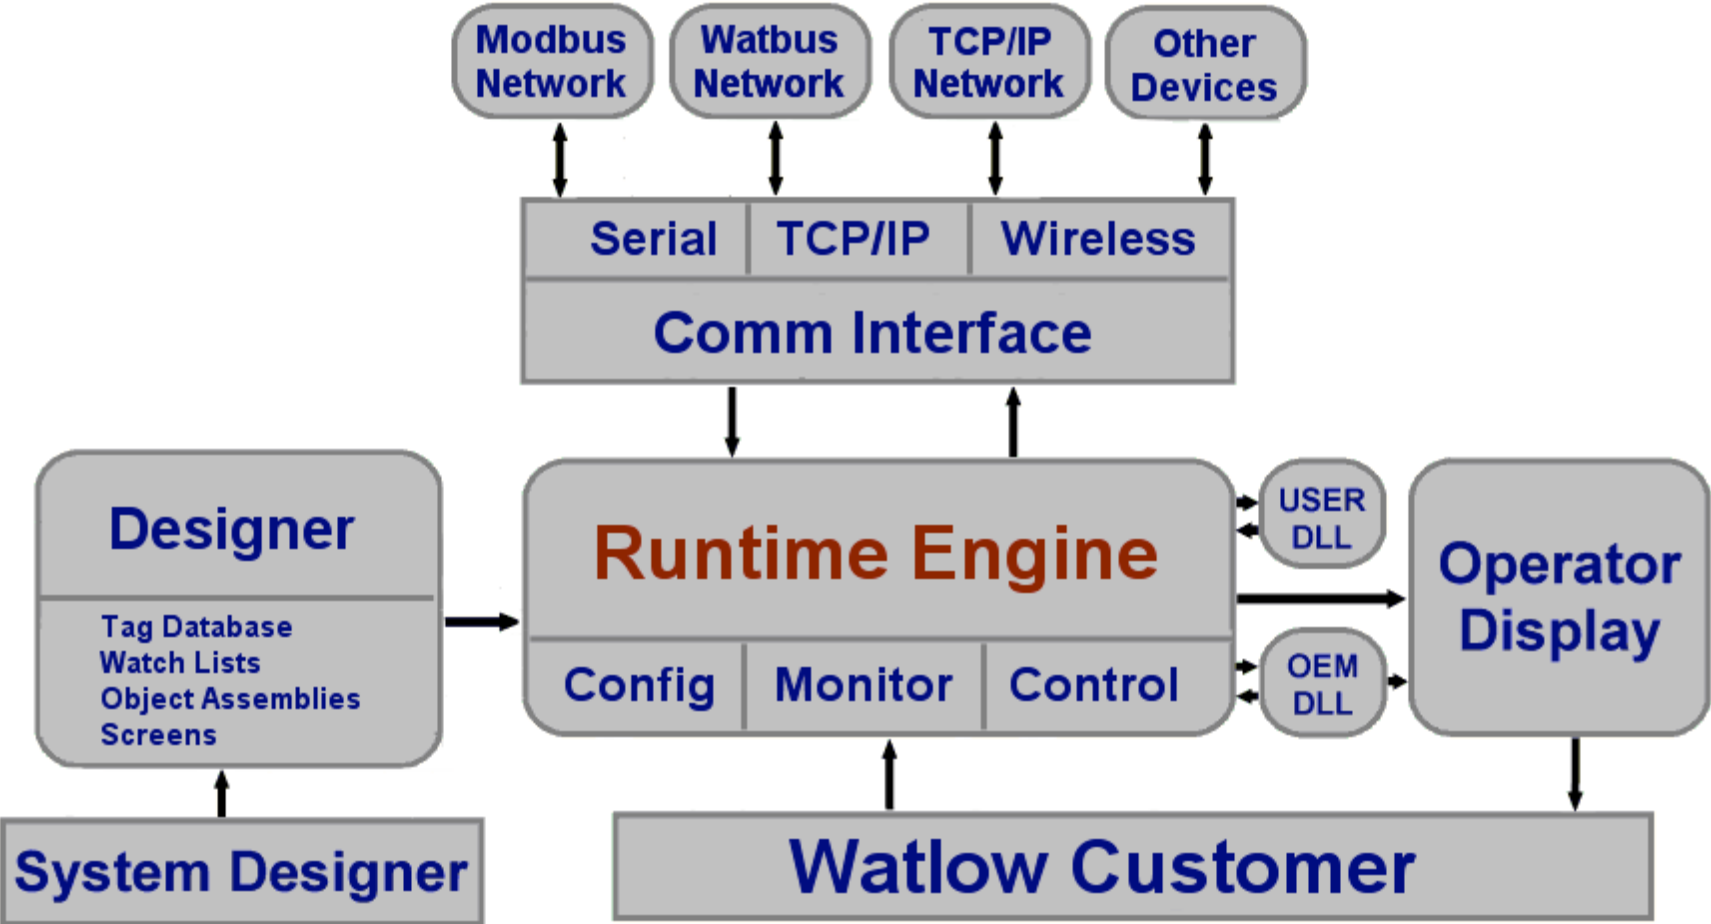 Modbus
Network
Watbus
Network
TCP/IP
Network
Other
Devices
Serial
TCP/IP
Wireless
Comm Interface
Designer
Tag Database
Watch Lists
Object Assemblies
Screens
Runtime Engine
Config
Monitor
Control
USER
DLL
OEM
DLL
Operator
Display
System Designer
Watlow Customer